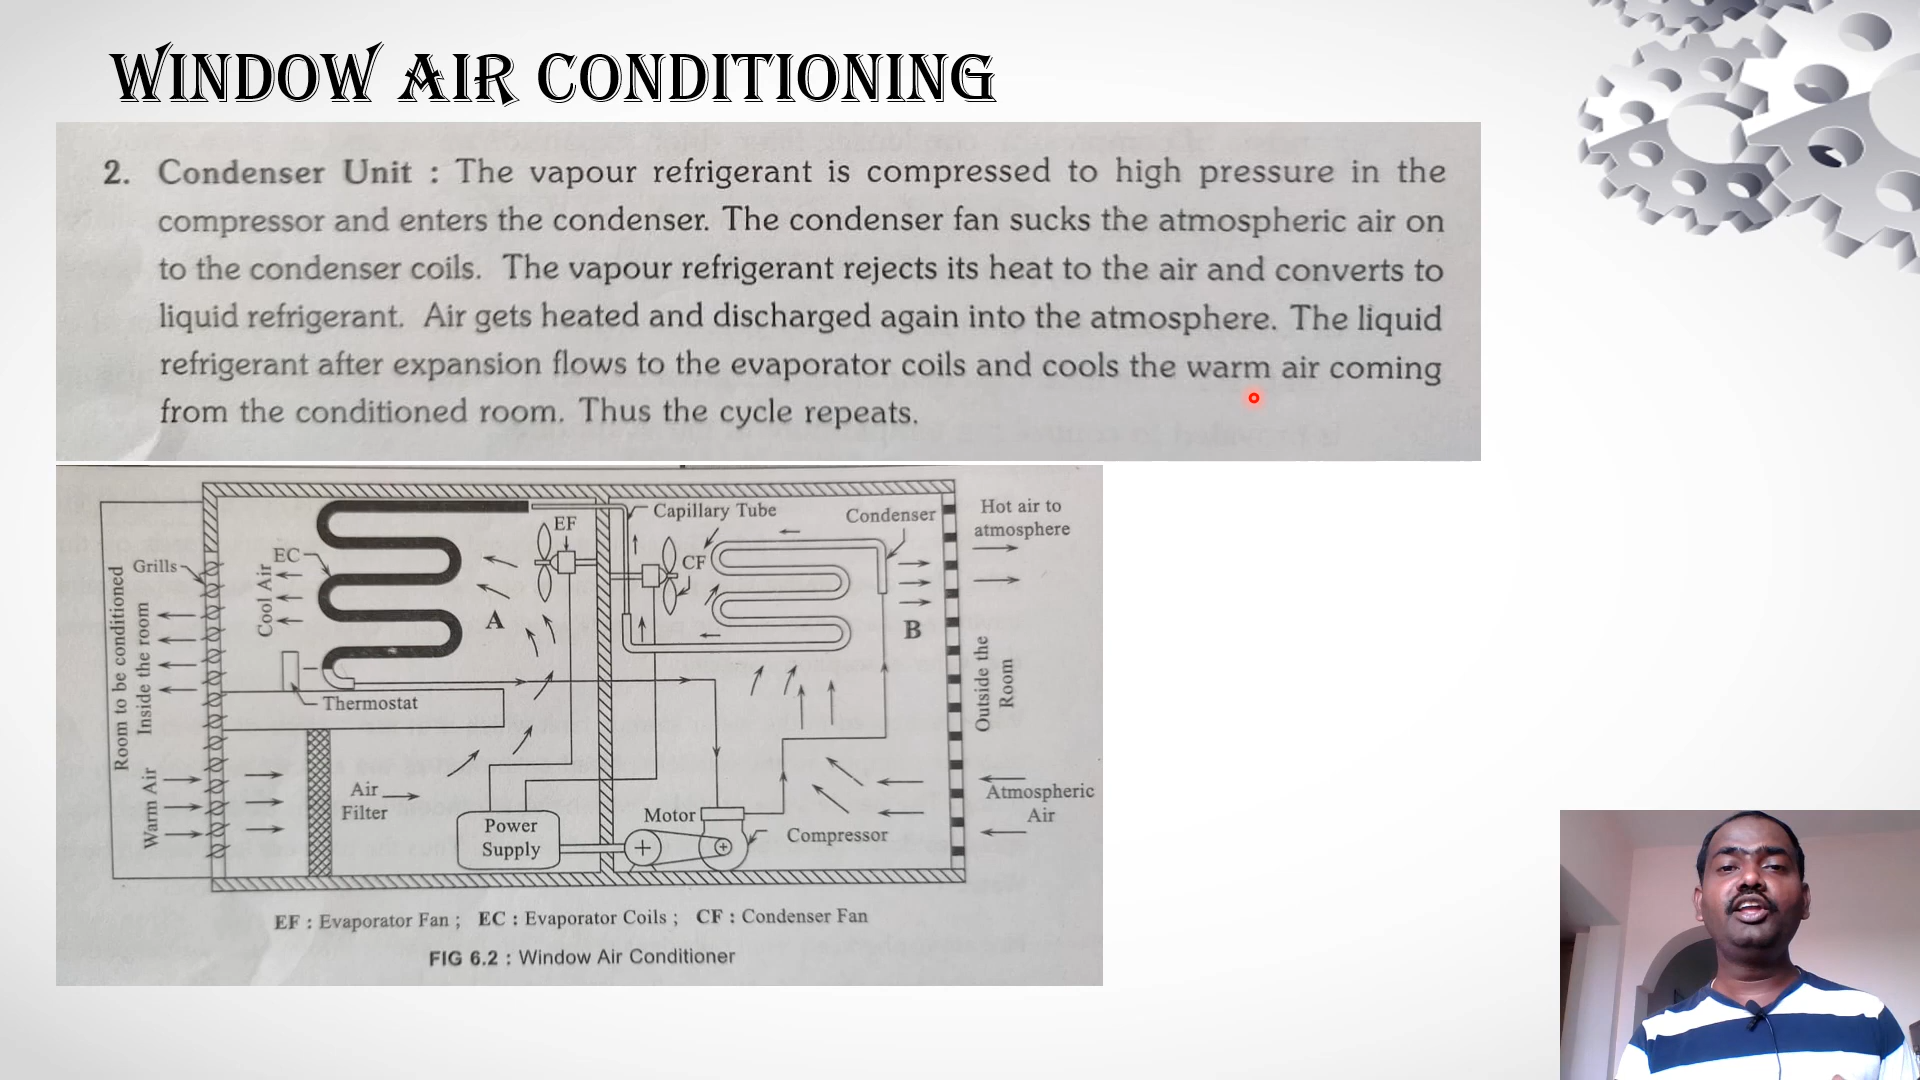 WINDOW AIR CONDITIONING
2. Condenser Unit : The vapour refrigerant is compressed to high pressure in the
compressor and enters the condenser. The condenser fan sucks the atmospheric air on
to the condenser coils. The vapour refrigerant rejects its heat to the air and converts to
liquid refrigerant. Air gets heated and discharged again into the atmosphere. The liquid
refrigerant after expansion flows to the evaporator coils and cools the warm air coming
from the conditioned room. Thus the cycle repeats.
Room to be conditioned
Inside the room
Warm Air
Grills
Cool Air
EC
Thermostat
A
EF
Capillary Tube
CF
Condenser
B
Hot air to
atmosphere
Outside the
Room
Atmospheric
Air
Air
Filter
Power
Supply
Motor
Compressor
EF : Evaporator Fan ; EC : Evaporator Coils ; CF : Condenser Fan
FIG 6.2 : Window Air Conditioner